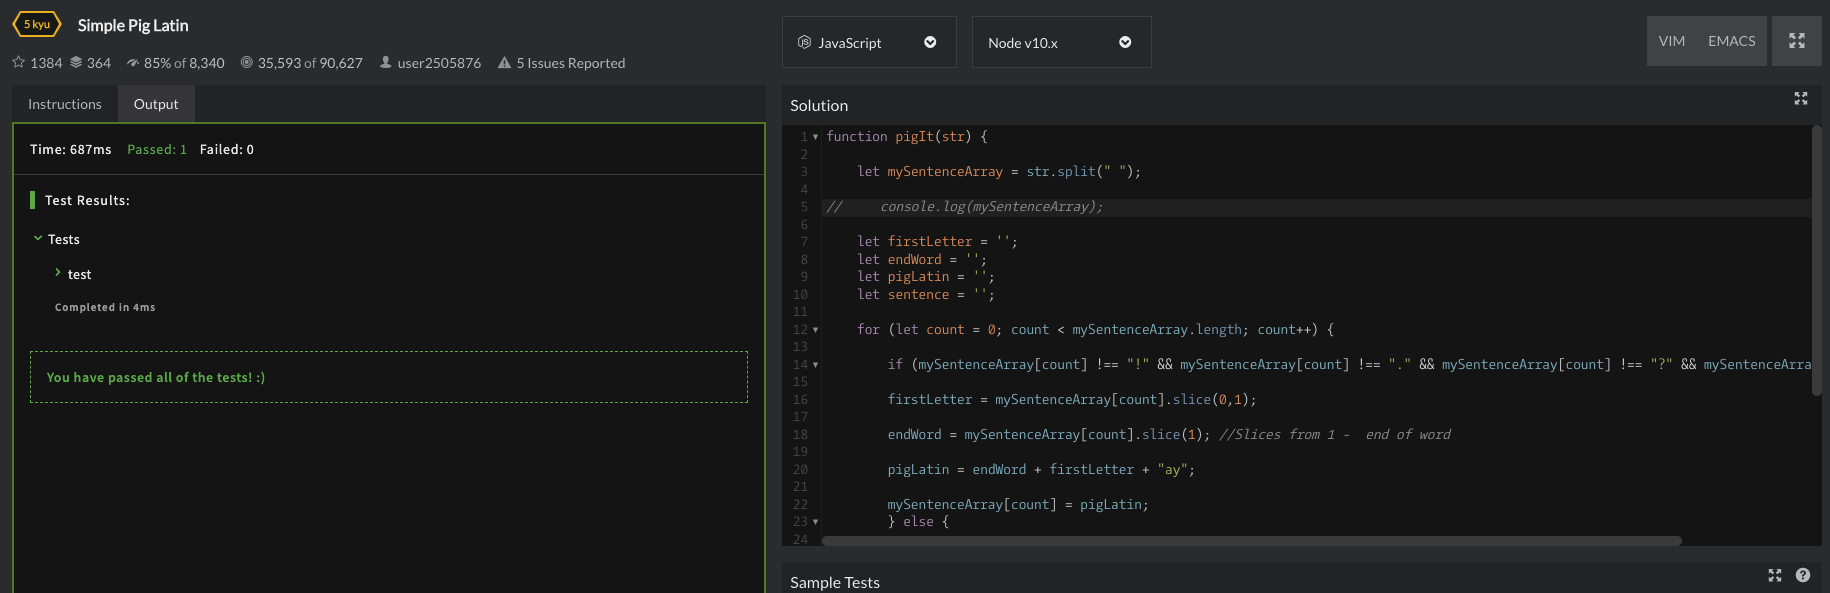 5 kyu Simple Pig Latin
1384 364 85% of 8,340 35,593 of 90,627 user2505876 5 Issues Reported
Instructions Output
Time: 687ms Passed: 1 Failed: 0
Test Results:
Tests
test
Completed in 4ms
You have passed all of the tests! :)
JavaScript Node v10.x VIM EMACS
Solution
1 function pigIt(str) {
2
3 let mySentenceArray = str.split(" ");
4
5 // console.log(mySentenceArray);
6
7 let firstLetter = '';
8 let endWord = '';
9 let pigLatin = '';
10 let sentence = '';
11
12 for (let count = 0; count < mySentenceArray.length; count++) {
13
14 if (mySentenceArray[count] !== "!" && mySentenceArray[count] !== "." && mySentenceArray[count] !== "?" && mySentenceArra
15
16 firstLetter = mySentenceArray[count].slice(0,1);
17
18 endWord = mySentenceArray[count].slice(1); //Slices from 1 - end of word
19
20 pigLatin = endWord + firstLetter + "ay";
21
22 mySentenceArray[count] = pigLatin;
23 } else {
24
Sample Tests